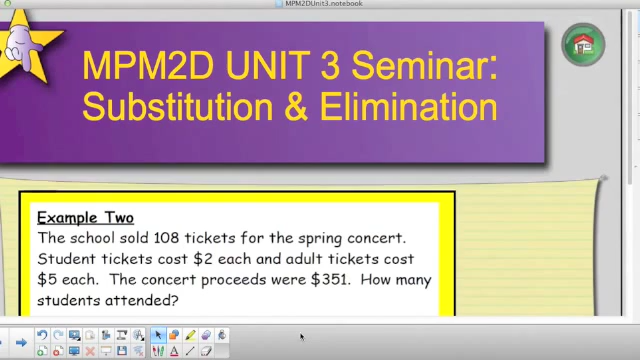 MPM2DUnit3.notebook
MPM2D UNIT 3 Seminar:
Substitution & Elimination
Example Two
The school sold 108 tickets for the spring concert.
Student tickets cost $2 each and adult tickets cost
$5 each. The concert proceeds were $351. How many
students attended?